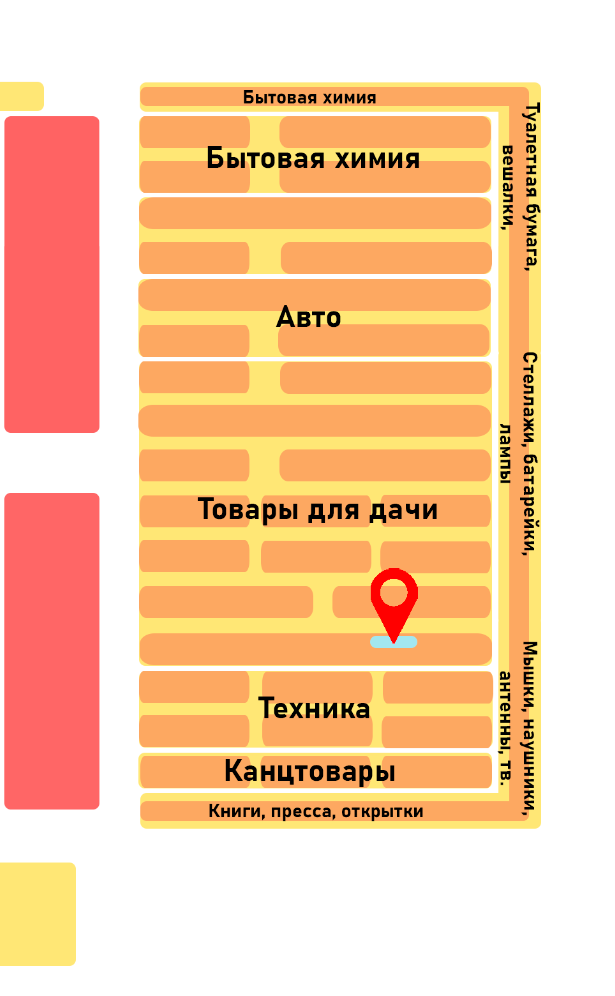 Бытовая химия
Бытовая химия
Туалетная бумага,
вешалки,
Авто
Стеллажи, батарейки,
лампы
Товары для дачи
Мышки, наушники,
антенны, тв.
Техника
Канцтовары
Книги, пресса, открытки